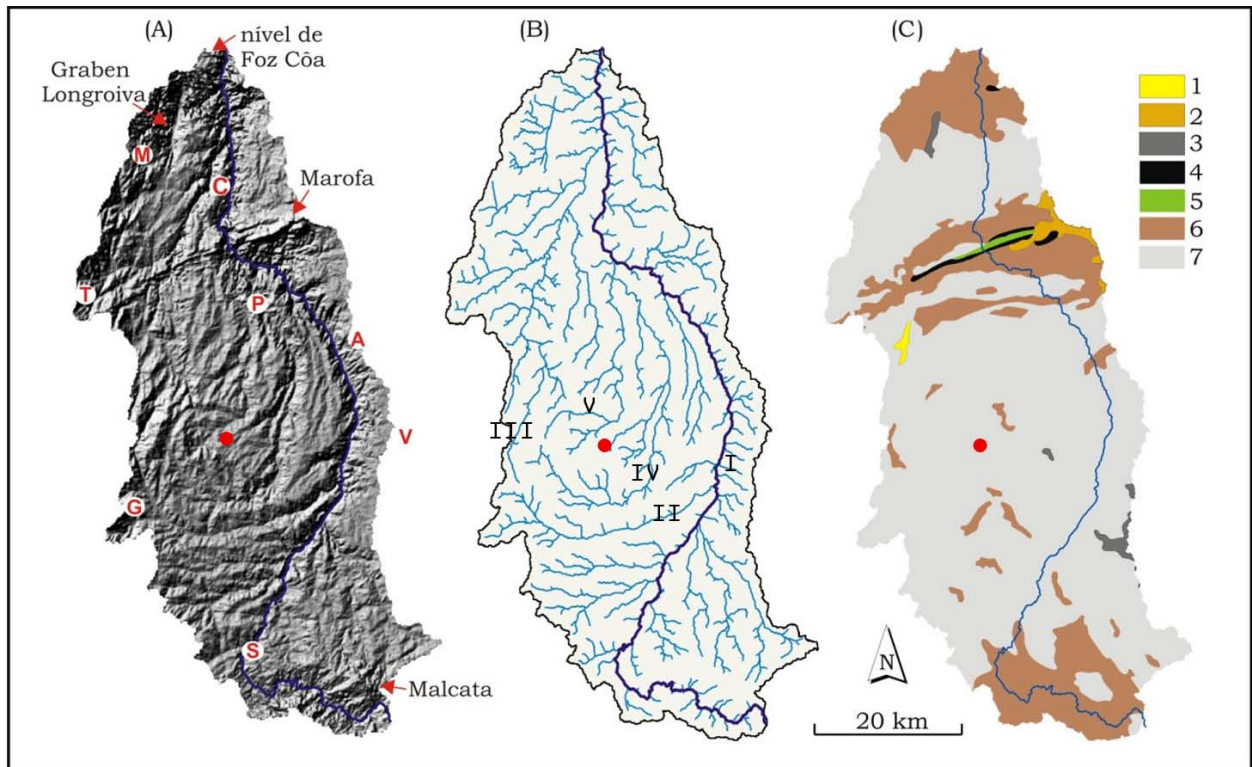 (A)
nível de
Foz Côa
Graben
Longroiva
M
C
Marofa
T
P
A
V
G
S
Malcata
(B)
V
III
IV
I
II
(C)
1
2
3
4
5
6
7
N
20 km